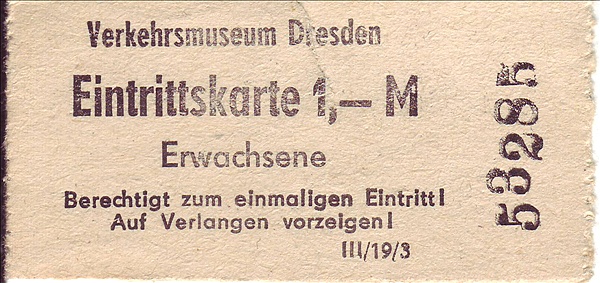 Verkehrsmuseum Dresden
Eintrittskarte 1,— M
Erwachsene
Berechtigt zum einmaligen Eintritt!
Auf Verlangen vorzeigen!
III/19/3
53285